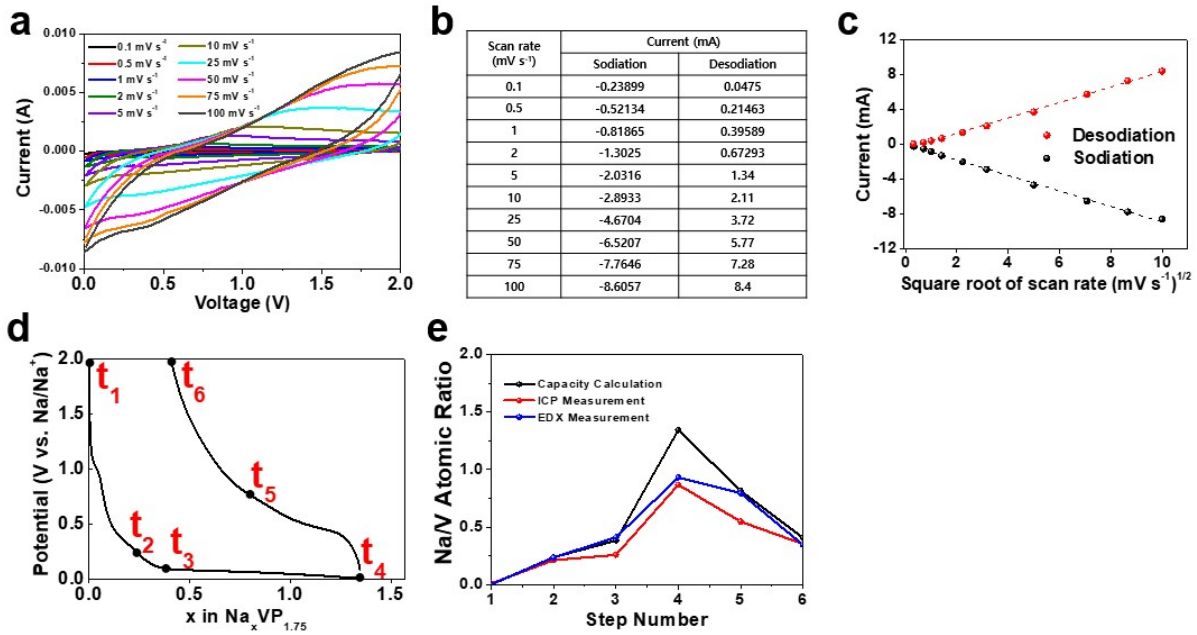 a
0.010
0.005
0.000
-0.005
-0.010
Current (A)
0.1 mV s⁻¹
0.5 mV s⁻¹
1 mV s⁻¹
2 mV s⁻¹
5 mV s⁻¹
10 mV s⁻¹
25 mV s⁻¹
50 mV s⁻¹
75 mV s⁻¹
100 mV s⁻¹
0.0 0.5 1.0 1.5 2.0
Voltage (V)
b
Scan rate (mV s⁻¹) Current (mA)
Sodiation Desodiation
0.1 -0.23899 0.0475
0.5 -0.52134 0.21463
1 -0.81865 0.39589
2 -1.3025 0.67293
5 -2.0316 1.34
10 -2.8933 2.11
25 -4.6704 3.72
50 -6.5207 5.77
75 -7.7646 7.28
100 -8.6057 8.4
c
12
8
4
0
-4
-8
-12
Current (mA)
Desodiation
Sodiation
0 2 4 6 8 10
Square root of scan rate (mV s⁻¹)¹/²
d
2.0
1.5
1.0
0.5
0.0
Potential (V vs. Na/Na⁺)
t₁
t₂
t₃
t₄
t₅
t₆
0.0 0.5 1.0 1.5
x in NaₓVP₁.₇₅
e
2.0
1.5
1.0
0.5
0.0
Na/V Atomic Ratio
Capacity Calculation
ICP Measurement
EDX Measurement
1 2 3 4 5 6
Step Number